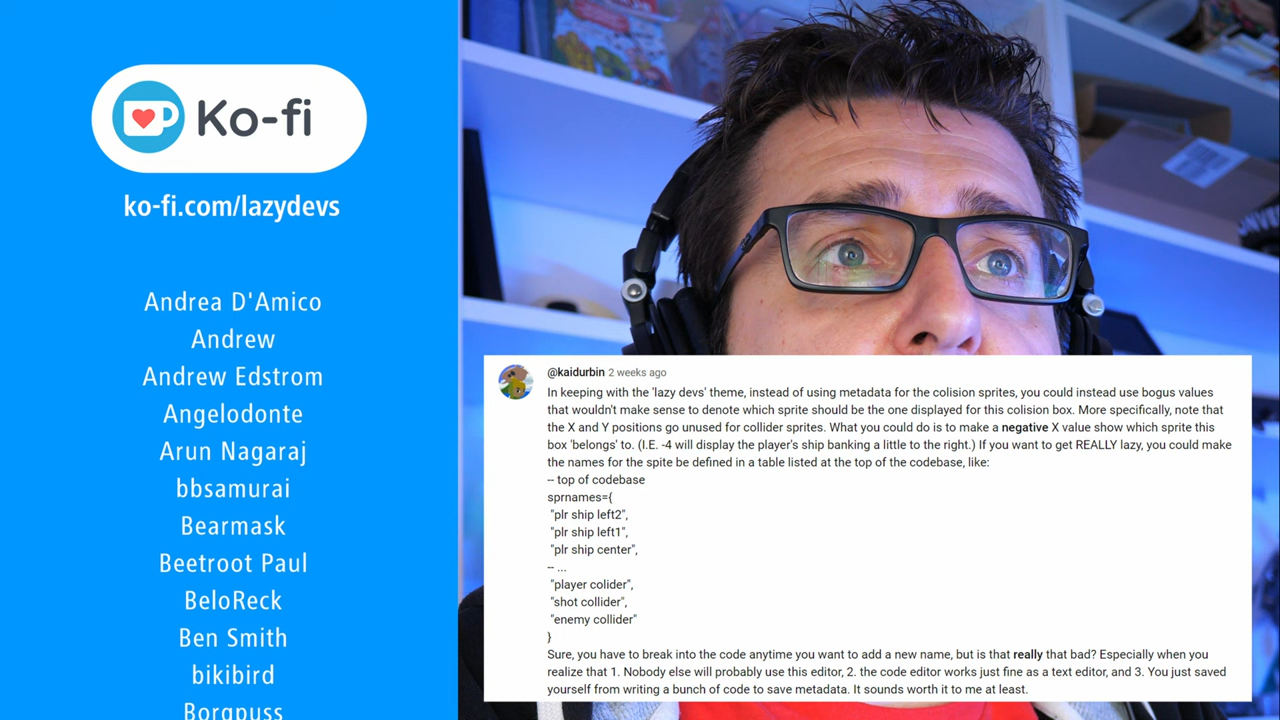 Ko-fi
ko-fi.com/lazydevs
Andrea D'Amico
Andrew
Andrew Edstrom
Angelodonte
Arun Nagaraj
bbsamurai
Bearmask
Beetroot Paul
BeloReck
Ben Smith
bikibird
Borgpuss
@kaidurbin 2 weeks ago
In keeping with the 'lazy devs' theme, instead of using metadata for the colision sprites, you could instead use bogus values
that wouldn't make sense to denote which sprite should be the one displayed for this colision box. More specifically, note that
the X and Y positions go unused for collider sprites. What you could do is to make a negative X value show which sprite this
box 'belongs' to. (I.E. -4 will display the player's ship banking a little to the right.) If you want to get REALLY lazy, you could make
the names for the spite be defined in a table listed at the top of the codebase, like:
-- top of codebase
sprnames={
"plr ship left2",
"plr ship left1",
"plr ship center",
-- ...
"player colider",
"shot collider",
"enemy collider"
}
Sure, you have to break into the code anytime you want to add a new name, but is that really that bad? Especially when you
realize that 1. Nobody else will probably use this editor, 2. the code editor works just fine as a text editor, and 3. You just saved
yourself from writing a bunch of code to save metadata. It sounds worth it to me at least.